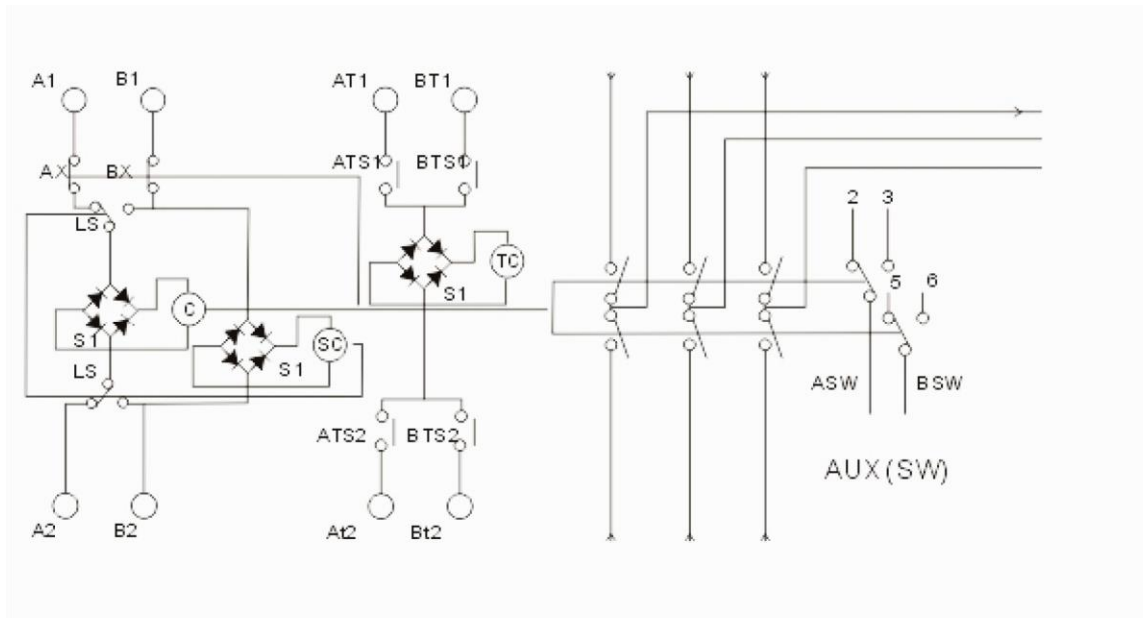 A1 B1 AT1 BT1
ATS1 BTS1
AX BX
2 3
LS
TC
S1 5 6
C
S1 SC
S1
LS
ASW BSW
ATS2 BTS2
AUX(SW)
A2 B2 At2 Bt2